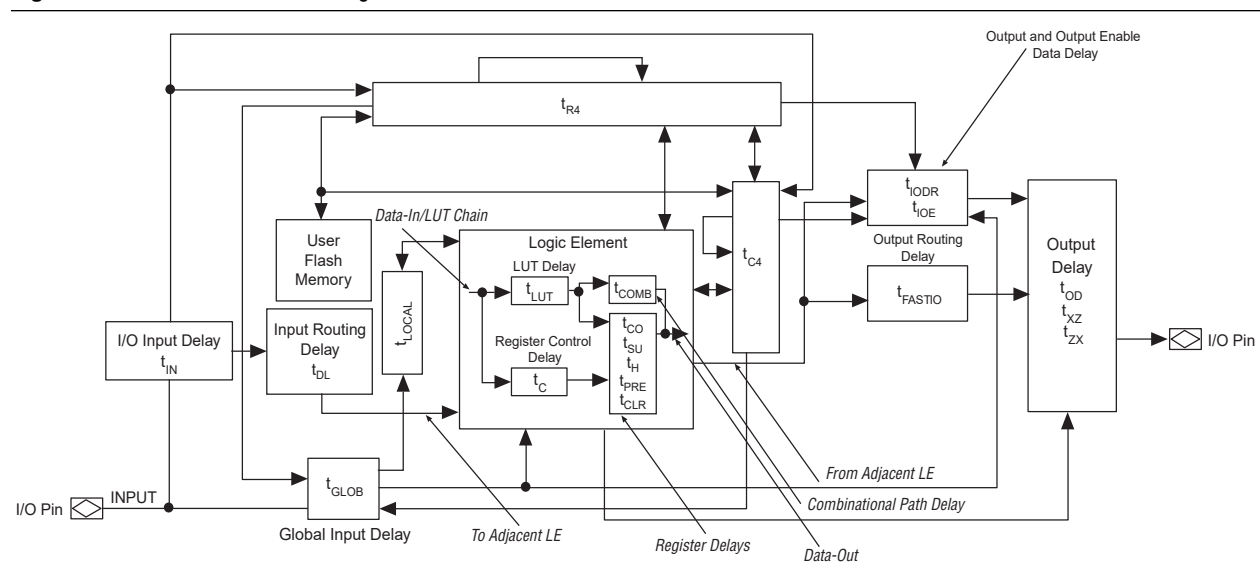 Output and Output Enable
Data Delay
tR4
tIODR
tIOE
Data-In/LUT Chain
User
Flash
Memory
Logic Element
LUT Delay
tLUT
tCOMB
tC4
Output Routing
Delay
tFASTIO
Output
Delay
tOD
tXZ
tZX
I/O Pin
I/O Input Delay
tIN
Input Routing
Delay
tDL
tLOCAL
Register Control
Delay
tC
tCO
tSU
tH
tPRE
tCLR
From Adjacent LE
I/O Pin
INPUT
tGLOB
Global Input Delay
To Adjacent LE
Register Delays
Combinational Path Delay
Data-Out